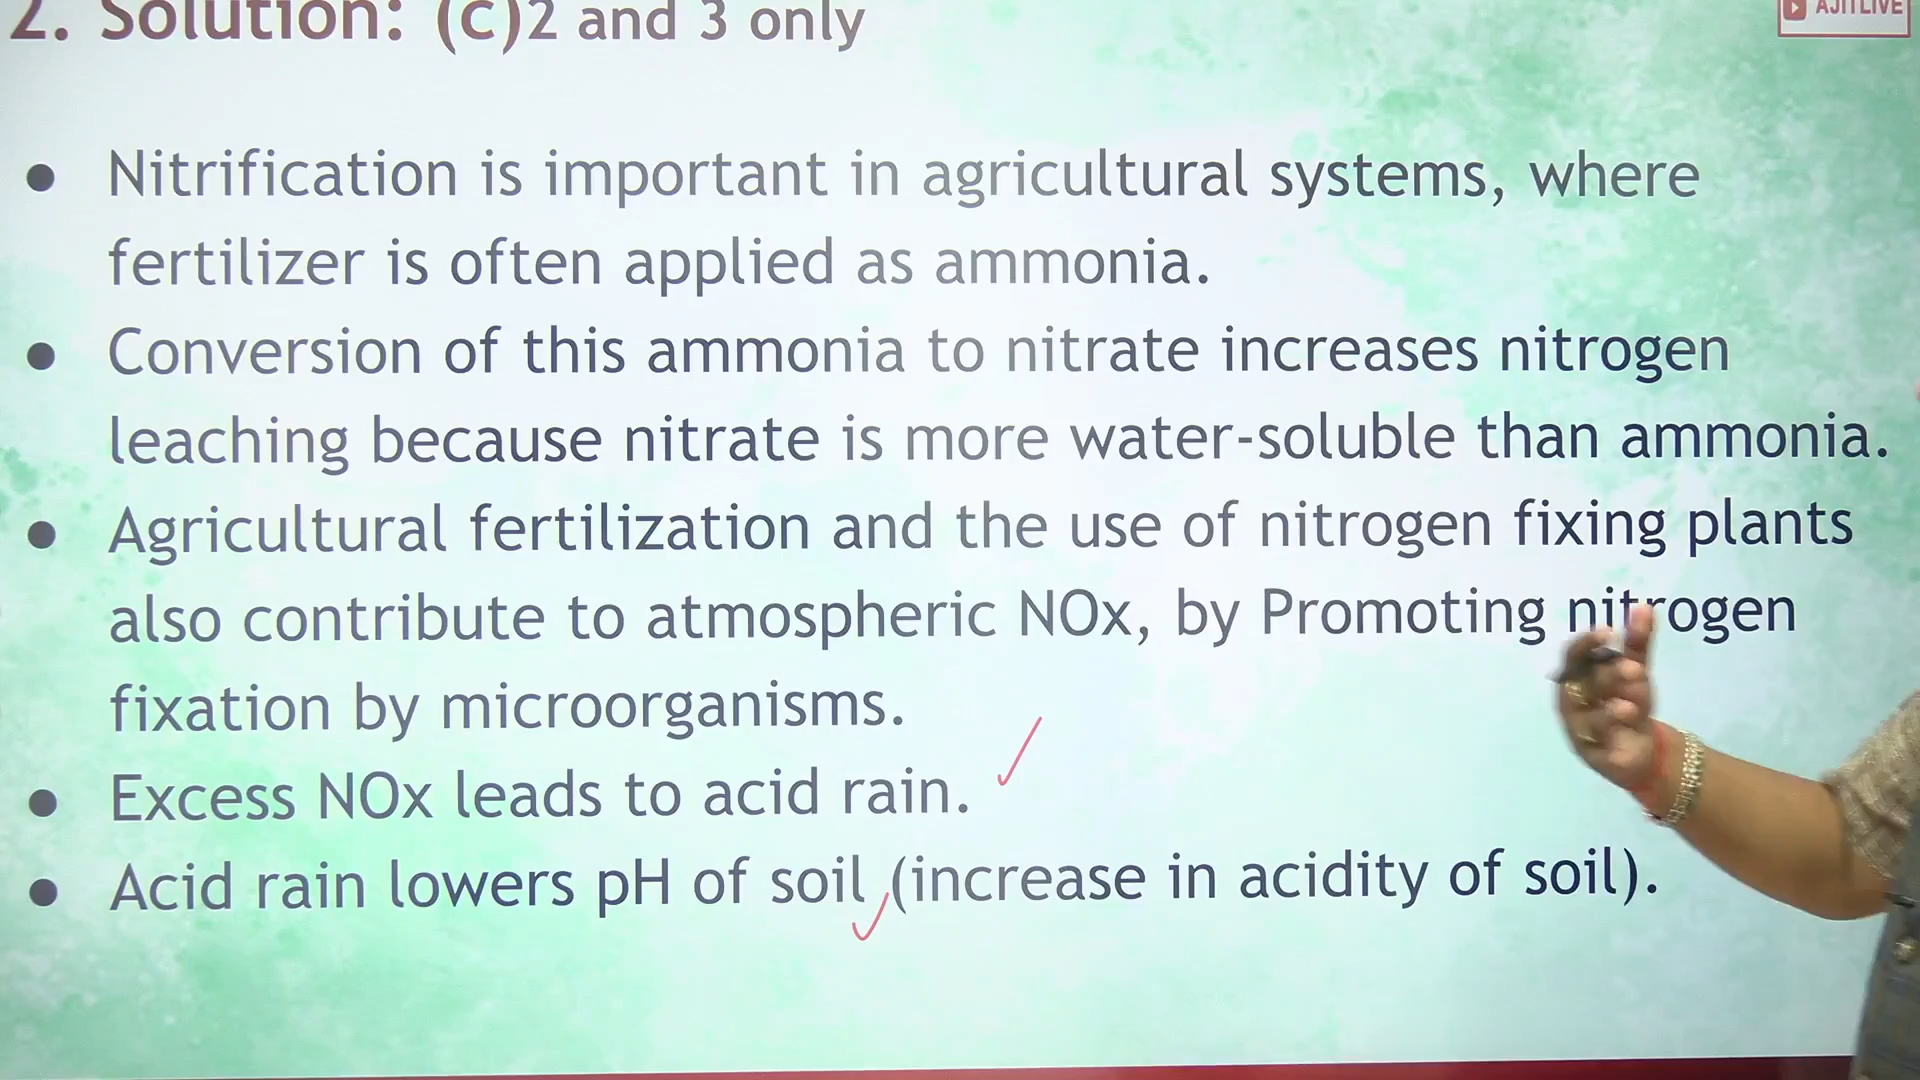 2. Solution: (c)2 and 3 only
AJITLIVE
● Nitrification is important in agricultural systems, where
fertilizer is often applied as ammonia.
● Conversion of this ammonia to nitrate increases nitrogen
leaching because nitrate is more water-soluble than ammonia.
● Agricultural fertilization and the use of nitrogen fixing plants
also contribute to atmospheric NOx, by Promoting nitrogen
fixation by microorganisms.
● Excess NOx leads to acid rain.
● Acid rain lowers pH of soil (increase in acidity of soil).